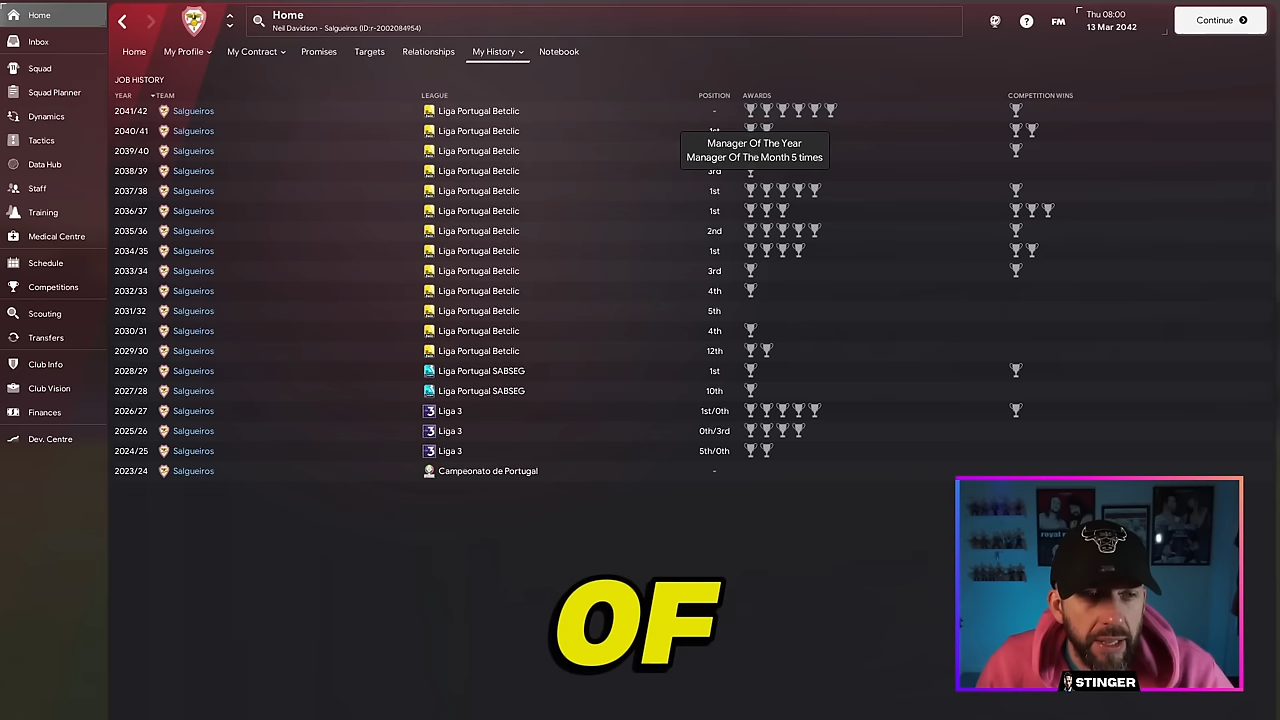 Home
Home
Neil Davidson - Salgueiros (ID:r-2002084954)
FM
Thu 08:00
13 Mar 2042
Continue
Inbox
Squad
Squad Planner
Dynamics
Tactics
Data Hub
Staff
Training
Medical Centre
Schedule
Competitions
Scouting
Transfers
Club Info
Club Vision
Finances
Dev. Centre
Home My Profile My Contract Promises Targets Relationships My History Notebook
JOB HISTORY
YEAR TEAM LEAGUE POSITION AWARDS COMPETITION WINS
2041/42 Salgueiros Liga Portugal Betclic -
2040/41 Salgueiros Liga Portugal Betclic 1st
2039/40 Salgueiros Liga Portugal Betclic
Manager Of The Year
Manager Of The Month 5 times
2038/39 Salgueiros Liga Portugal Betclic 3rd
2037/38 Salgueiros Liga Portugal Betclic 1st
2036/37 Salgueiros Liga Portugal Betclic 1st
2035/36 Salgueiros Liga Portugal Betclic 2nd
2034/35 Salgueiros Liga Portugal Betclic 1st
2033/34 Salgueiros Liga Portugal Betclic 3rd
2032/33 Salgueiros Liga Portugal Betclic 4th
2031/32 Salgueiros Liga Portugal Betclic 5th
2030/31 Salgueiros Liga Portugal Betclic 4th
2029/30 Salgueiros Liga Portugal Betclic 12th
2028/29 Salgueiros Liga Portugal SABSEG 1st
2027/28 Salgueiros Liga Portugal SABSEG 10th
2026/27 Salgueiros Liga 3 1st/0th
2025/26 Salgueiros Liga 3 0th/3rd
2024/25 Salgueiros Liga 3 5th/0th
2023/24 Salgueiros Campeonato de Portugal -
OF
STINGER